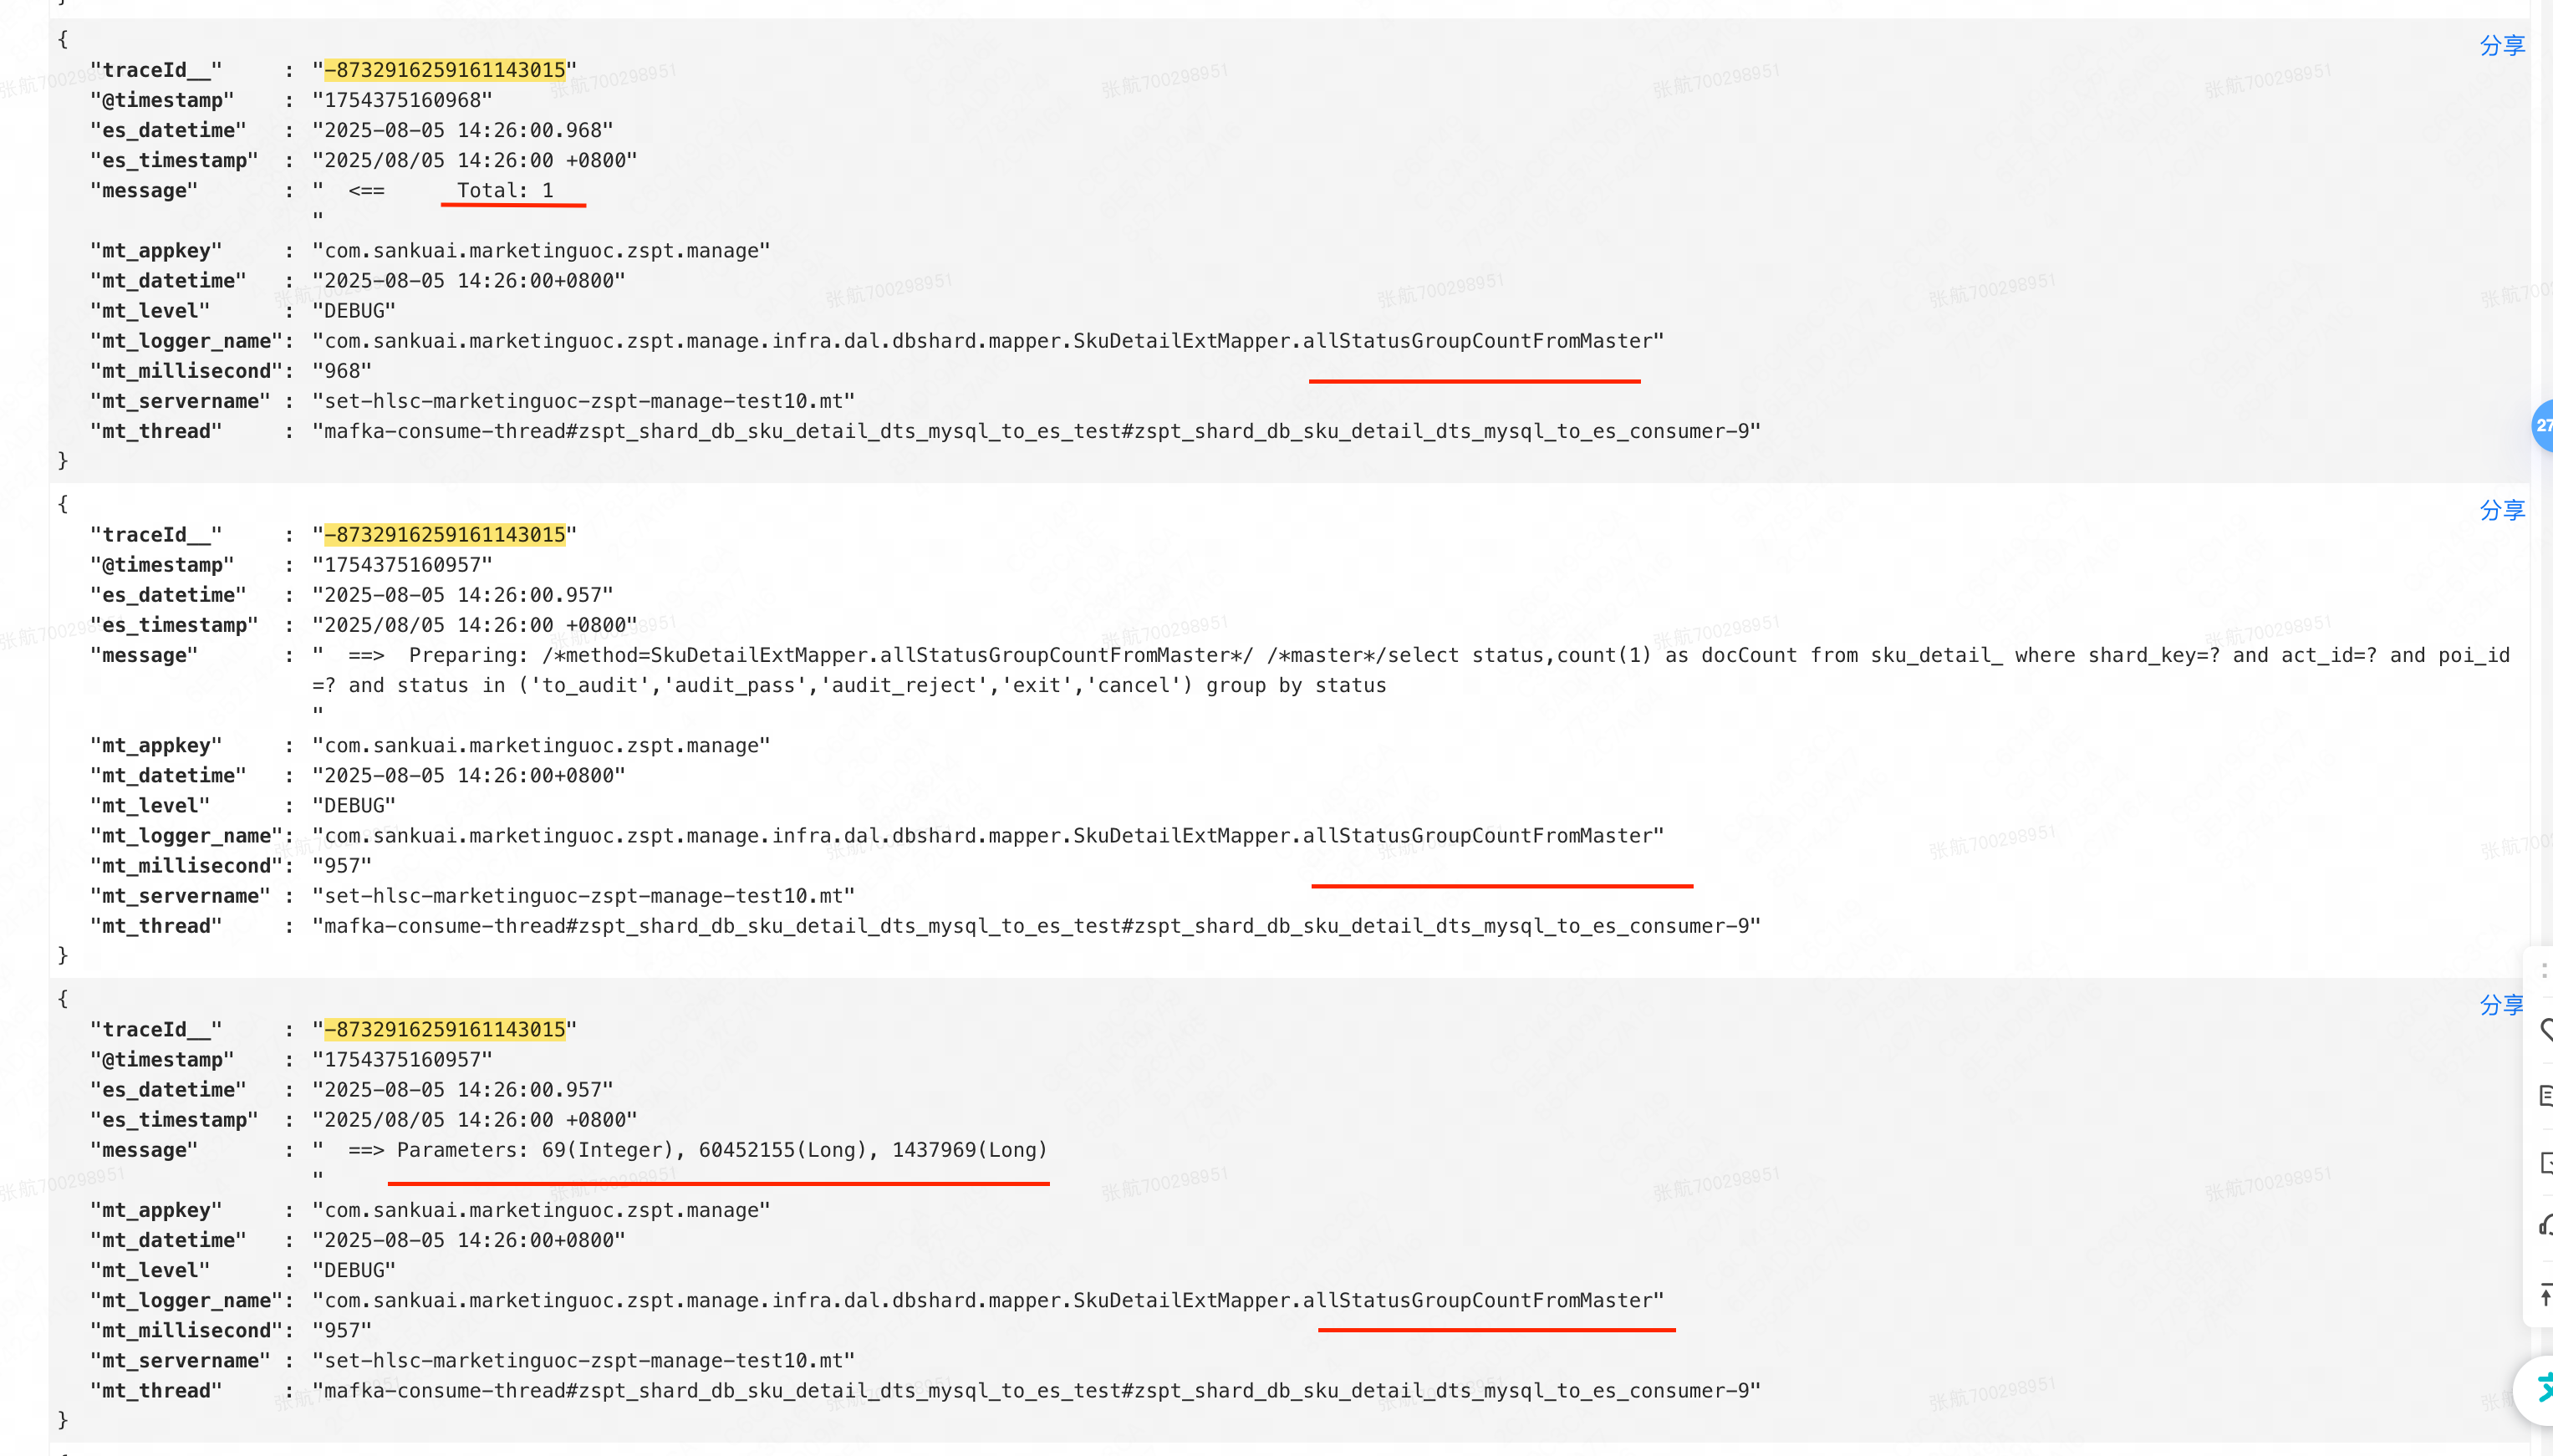 }
{
分享
"traceId__" : "-8732916259161143015"
"@timestamp" : "1754375160968"
"es_datetime" : "2025-08-05 14:26:00.968"
"es_timestamp" : "2025/08/05 14:26:00 +0800"
"message" : " <== Total: 1
"
"mt_appkey" : "com.sankuai.marketinguoc.zspt.manage"
"mt_datetime" : "2025-08-05 14:26:00+0800"
"mt_level" : "DEBUG"
"mt_logger_name": "com.sankuai.marketinguoc.zspt.manage.infra.dal.dbshard.mapper.SkuDetailExtMapper.allStatusGroupCountFromMaster"
"mt_millisecond": "968"
"mt_servername" : "set-hlsc-marketinguoc-zspt-manage-test10.mt"
"mt_thread" : "mafka-consume-thread#zspt_shard_db_sku_detail_dts_mysql_to_es_test#zspt_shard_db_sku_detail_dts_mysql_to_es_consumer-9"
27
}
{
分享
"traceId__" : "-8732916259161143015"
"@timestamp" : "1754375160957"
"es_datetime" : "2025-08-05 14:26:00.957"
"es_timestamp" : "2025/08/05 14:26:00 +0800"
"message" : " ==> Preparing: /*method=SkuDetailExtMapper.allStatusGroupCountFromMaster*/ /*master*/select status,count(1) as docCount from sku_detail_ where shard_key=? and act_id=? and poi_id
=? and status in ('to_audit','audit_pass','audit_reject','exit','cancel') group by status
"
"mt_appkey" : "com.sankuai.marketinguoc.zspt.manage"
"mt_datetime" : "2025-08-05 14:26:00+0800"
"mt_level" : "DEBUG"
"mt_logger_name": "com.sankuai.marketinguoc.zspt.manage.infra.dal.dbshard.mapper.SkuDetailExtMapper.allStatusGroupCountFromMaster"
"mt_millisecond": "957"
"mt_servername" : "set-hlsc-marketinguoc-zspt-manage-test10.mt"
"mt_thread" : "mafka-consume-thread#zspt_shard_db_sku_detail_dts_mysql_to_es_test#zspt_shard_db_sku_detail_dts_mysql_to_es_consumer-9"
}
{
分享
"traceId__" : "-8732916259161143015"
"@timestamp" : "1754375160957"
"es_datetime" : "2025-08-05 14:26:00.957"
"es_timestamp" : "2025/08/05 14:26:00 +0800"
"message" : " ==> Parameters: 69(Integer), 60452155(Long), 1437969(Long)
"
"mt_appkey" : "com.sankuai.marketinguoc.zspt.manage"
"mt_datetime" : "2025-08-05 14:26:00+0800"
"mt_level" : "DEBUG"
"mt_logger_name": "com.sankuai.marketinguoc.zspt.manage.infra.dal.dbshard.mapper.SkuDetailExtMapper.allStatusGroupCountFromMaster"
"mt_millisecond": "957"
"mt_servername" : "set-hlsc-marketinguoc-zspt-manage-test10.mt"
"mt_thread" : "mafka-consume-thread#zspt_shard_db_sku_detail_dts_mysql_to_es_test#zspt_shard_db_sku_detail_dts_mysql_to_es_consumer-9"
}
张航700298951